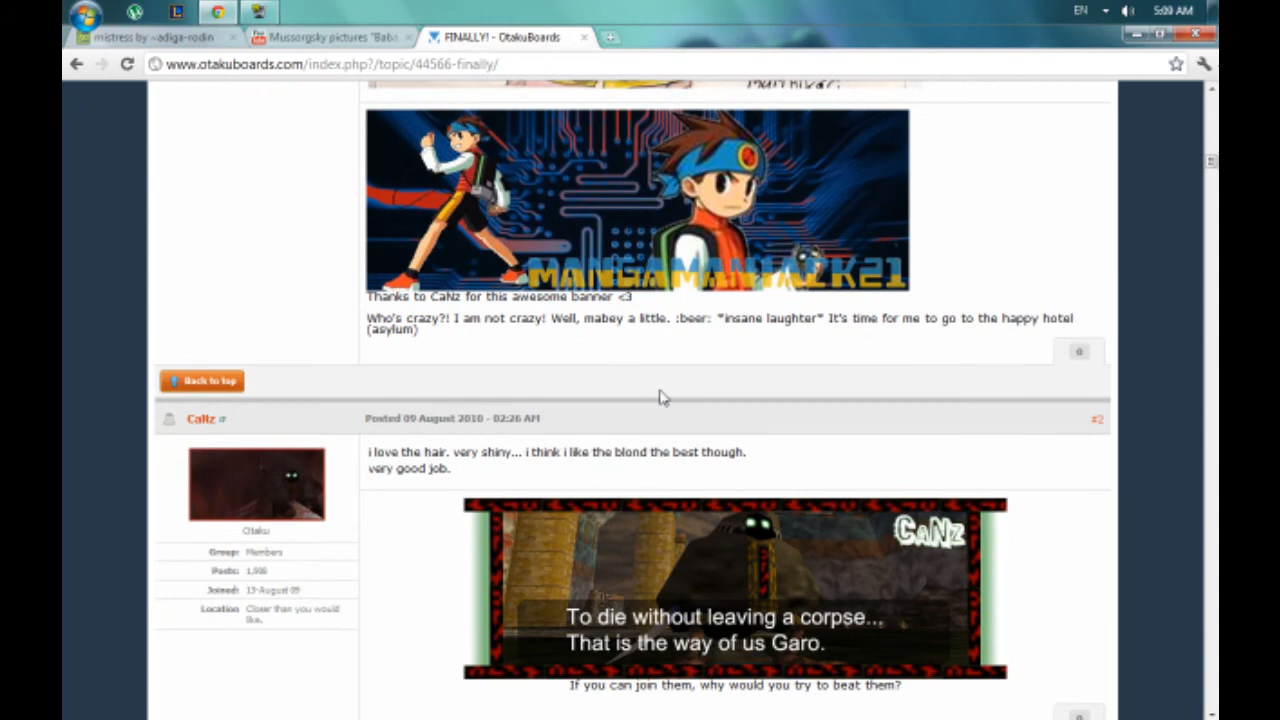 EN
5:09 AM
mistress by ~adiga-rodin
Mussorgsky pictures "Baba
FINALLY! - OtakuBoards
www.otakuboards.com/index.php?/topic/44566-finally/
MANGAMANIACK21
Thanks to CaNz for this awesome banner <3
Who's crazy?! I am not crazy! Well, mabey a little. :beer: *insane laughter* It's time for me to go to the happy hotel
(asylum)
0
Back to top
CaNz
Posted 09 August 2010 - 02:26 AM
#2
i love the hair. very shiny... i think i like the blond the best though.
very good job.
Otaku
Group: Members
Posts:
Joined: 13-August 09
Location Closer than you would
like.
CaNz
To die without leaving a corpse...
That is the way of us Garo.
If you can join them, why would you try to beat them?
0